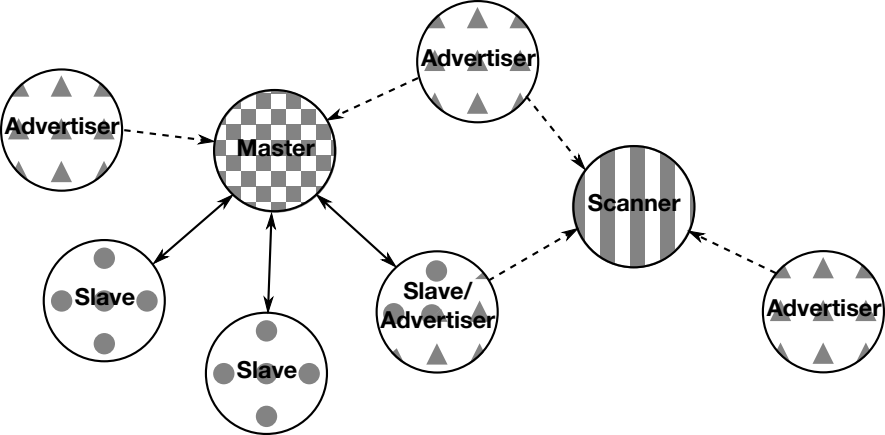 Advertiser
Advertiser
Master
Scanner
Slave
Slave
Slave/
Advertiser
Advertiser